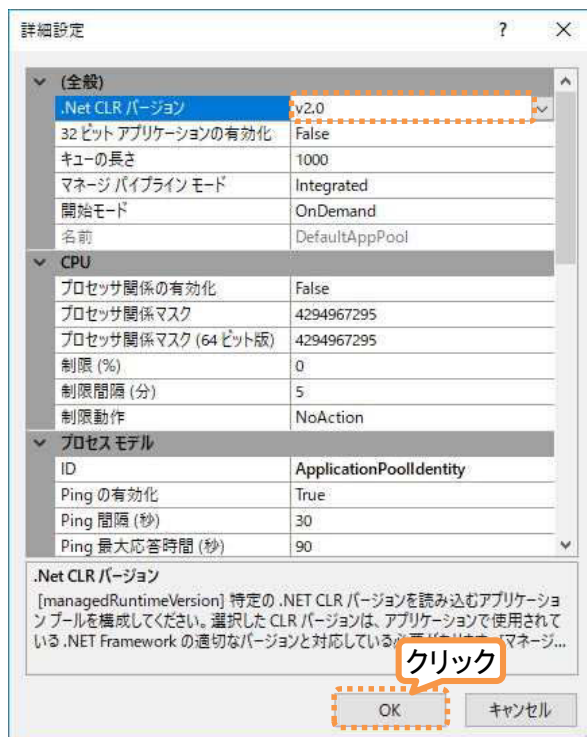 詳細設定 ?
(全般)
.Net CLR バージョン v2.0
32 ビット アプリケーションの有効化 False
キューの長さ 1000
マネージ パイプライン モード Integrated
開始モード OnDemand
名前 DefaultAppPool
CPU
プロセッサ関係の有効化 False
プロセッサ関係マスク 4294967295
プロセッサ関係マスク (64 ビット版) 4294967295
制限 (%) 0
制限間隔 (分) 5
制限動作 NoAction
プロセス モデル
ID ApplicationPoolIdentity
Ping の有効化 True
Ping 間隔 (秒) 30
Ping 最大応答時間 (秒) 90
.Net CLR バージョン
[managedRuntimeVersion] 特定の .NET CLR バージョンを読み込むアプリケーショ
ン プールを構成してください。選択した CLR バージョンは、アプリケーションで使用されて
いる .NET Framework の適切なバージョンと対応している マネージ...
クリック
OK キャンセル